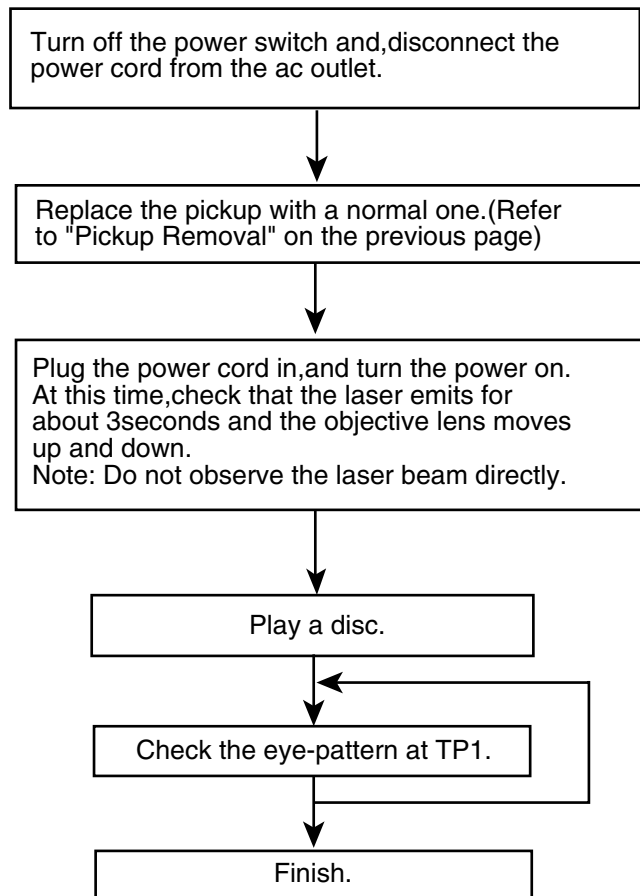 Turn off the power switch and,disconnect the
power cord from the ac outlet.
Replace the pickup with a normal one.(Refer
to "Pickup Removal" on the previous page)
Plug the power cord in,and turn the power on.
At this time,check that the laser emits for
about 3seconds and the objective lens moves
up and down.
Note: Do not observe the laser beam directly.
Play a disc.
Check the eye-pattern at TP1.
Finish.